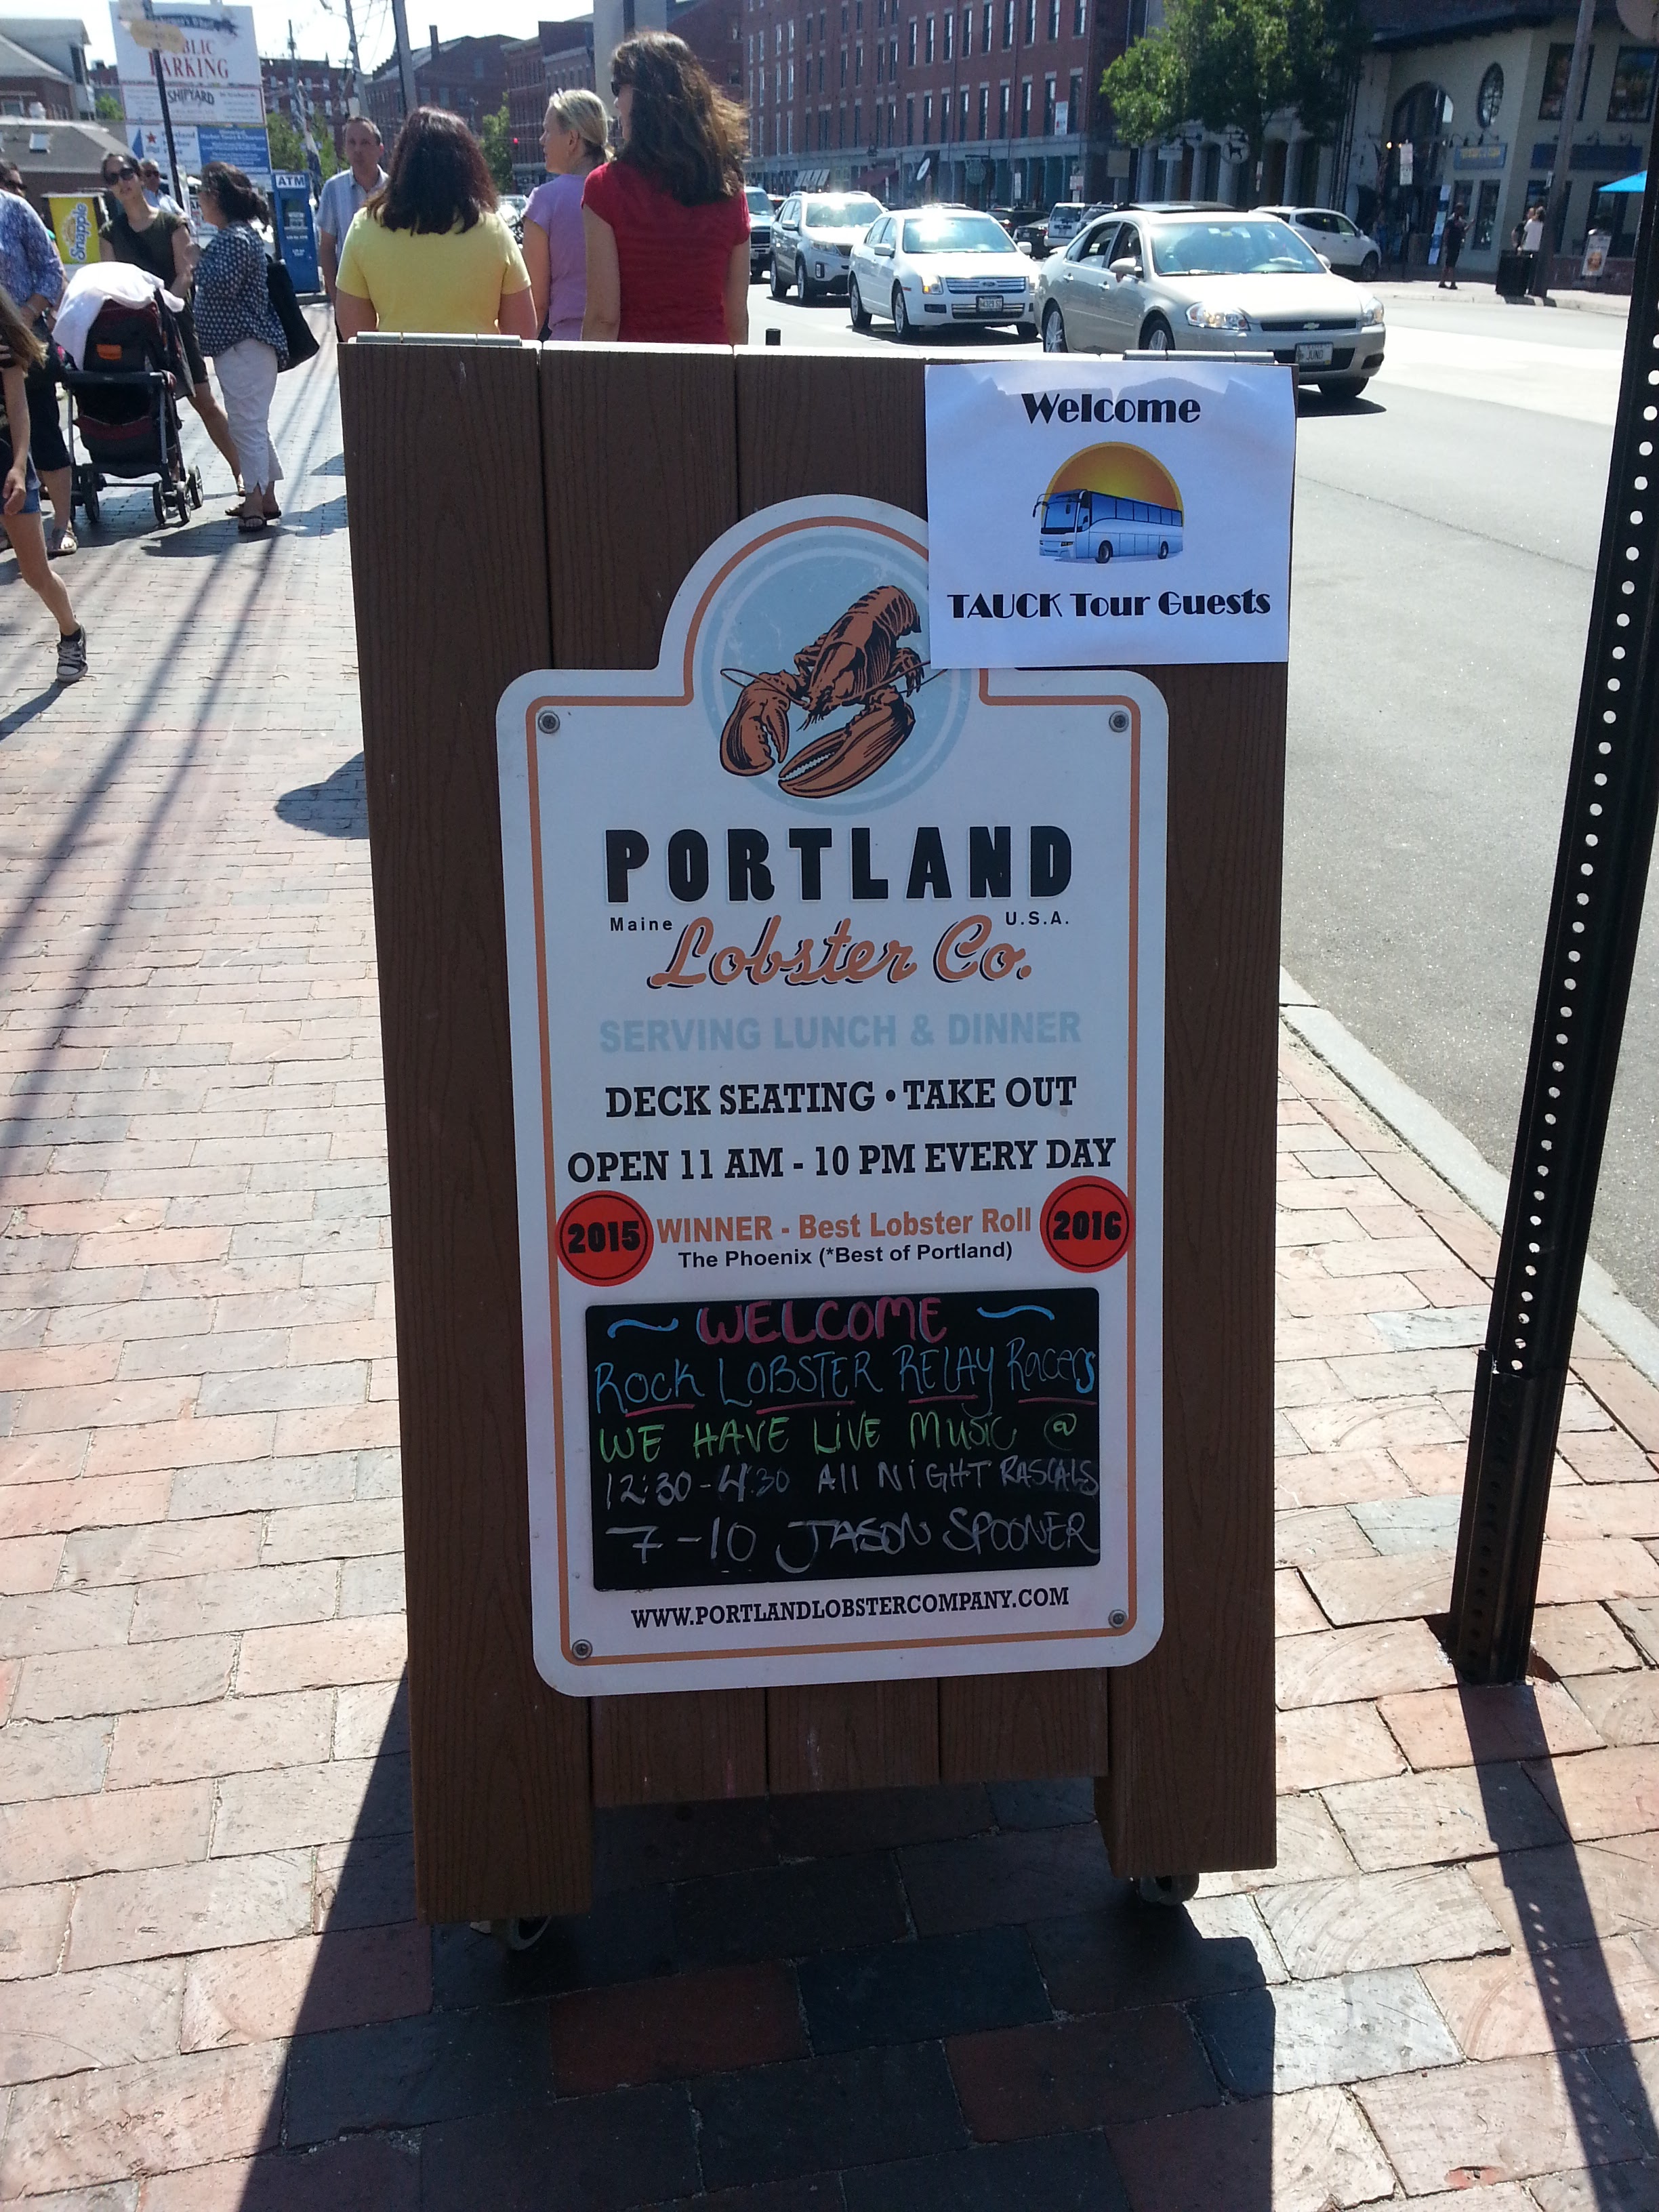 Welcome
TAUCK Tour Guests
PORTLAND
Maine
Lobster Co.
U.S.A.
SERVING LUNCH & DINNER
DECK SEATING • TAKE OUT
OPEN 11 AM - 10 PM EVERY DAY
2015 WINNER - Best Lobster Roll 2016
The Phoenix (*Best of Portland)
~ WELCOME ~
ROCK LOBSTER RELAY RACERS
WE HAVE LIVE MUSIC @
12:30-4:30 All NIGHT RASCALS
7-10 JASON SPOONER
WWW.PORTLANDLOBSTERCOMPANY.COM
Snapple
PARKING
SHIPYARD
ATM